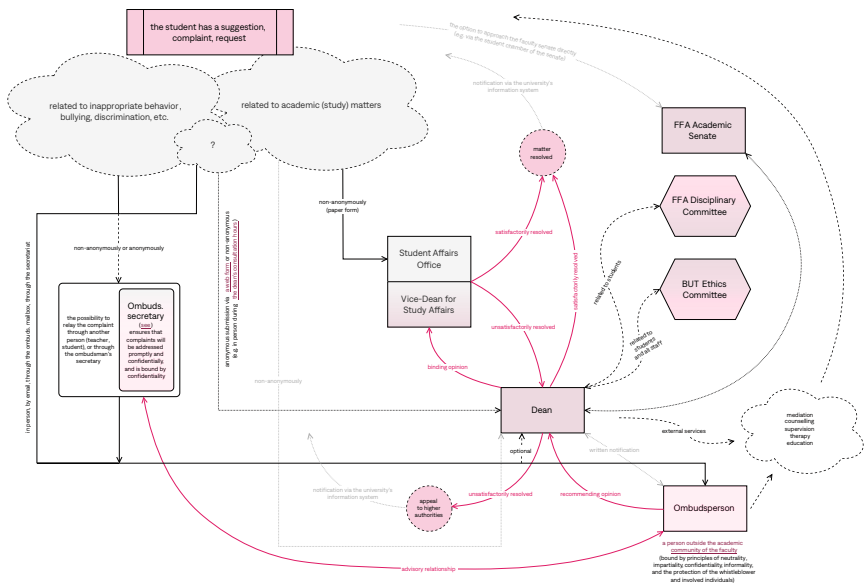 the student has a suggestion,
complaint, request
The option to approach the faculty senate directly
(e.g. via the student member of the senate)
related to inappropriate behavior,
bullying, discrimination, etc.
related to academic (study) matters
?
notification via the university's
information system
FFA Academic
Senate
matter
resolved
FFA Disciplinary
Committee
BUT Ethics
Committee
non-anonymously
(paper form)
non-anonymously or anonymously
Student Affairs
Office
Vice-Dean for
Study Affairs
satisfactorily resolved
satisfactorily resolved
unsatisfactorily resolved
binding opinion
related to students
related to
students
and all staff
in person, by email, through the ombuds. mailbox, through the secretariat
anonymous submission via a web form or non-anonymous
(e.g. in person during the dean's consultation hours)
the possibility to
relay the complaint
through another
person (teacher,
student), or through
the ombudsman's
secretary
Ombuds.
secretary
(see)
ensures that
complaints will
be addressed
promptly and
confidentially,
and is bound by
confidentiality
non-anonymously
Dean
external services
mediation
counselling
supervision
therapy
education
optional
written notification
notification via the university's
information system
unsatisfactorily resolved
recommending opinion
appeal
to higher
authorities
Ombudsperson
a person outside the academic
community of the faculty
(bound by principles of neutrality,
impartiality, confidentiality, informality,
and the protection of the whistleblower
and involved individuals)
advisory relationship